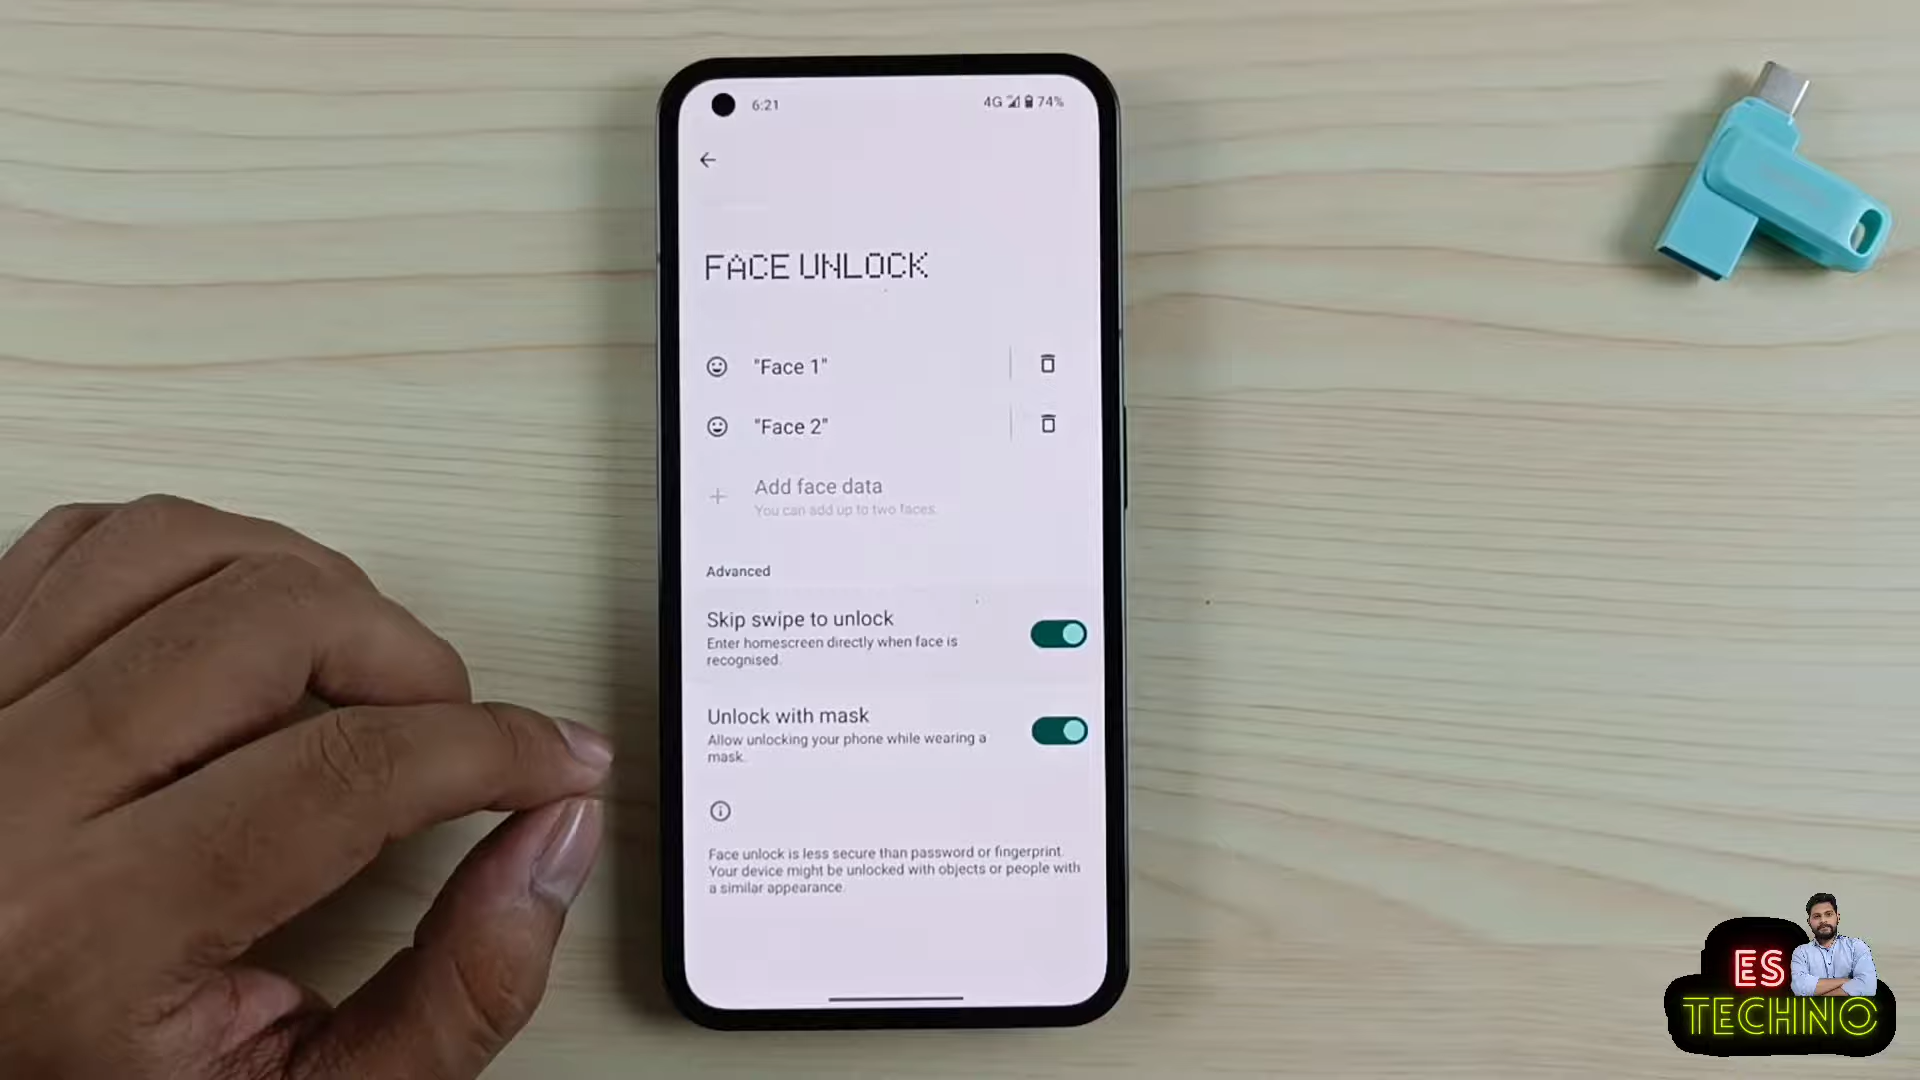 6:21
4G 74%
FACE UNLOCK
"Face 1"
"Face 2"
Add face data
You can add up to two faces.
Advanced
Skip swipe to unlock
Enter homescreen directly when face is
recognised.
Unlock with mask
Allow unlocking your phone while wearing a
mask.
Face unlock is less secure than password or fingerprint.
Your device might be unlocked with objects or people with
a similar appearance.
ES
TECHNO